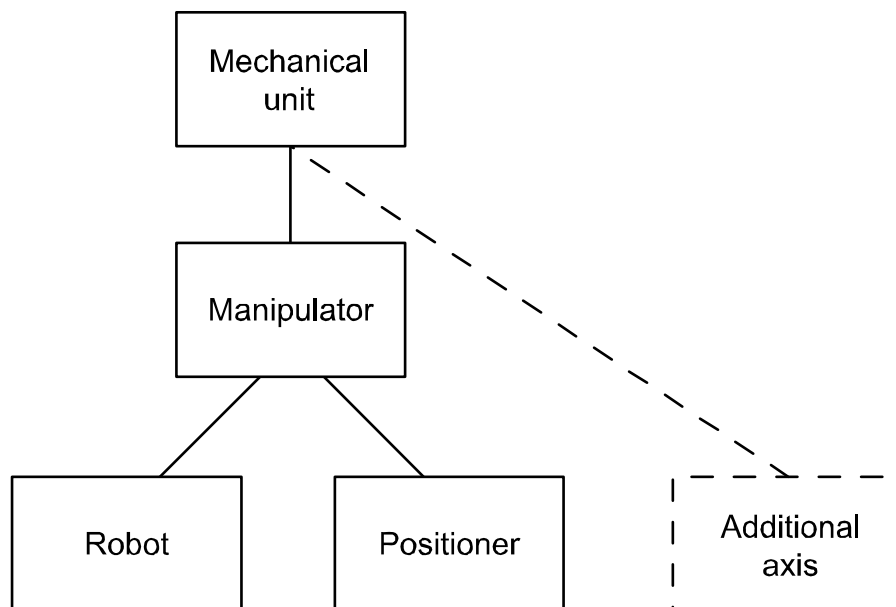 Mechanical
unit
Manipulator
Robot
Positioner
Additional
axis